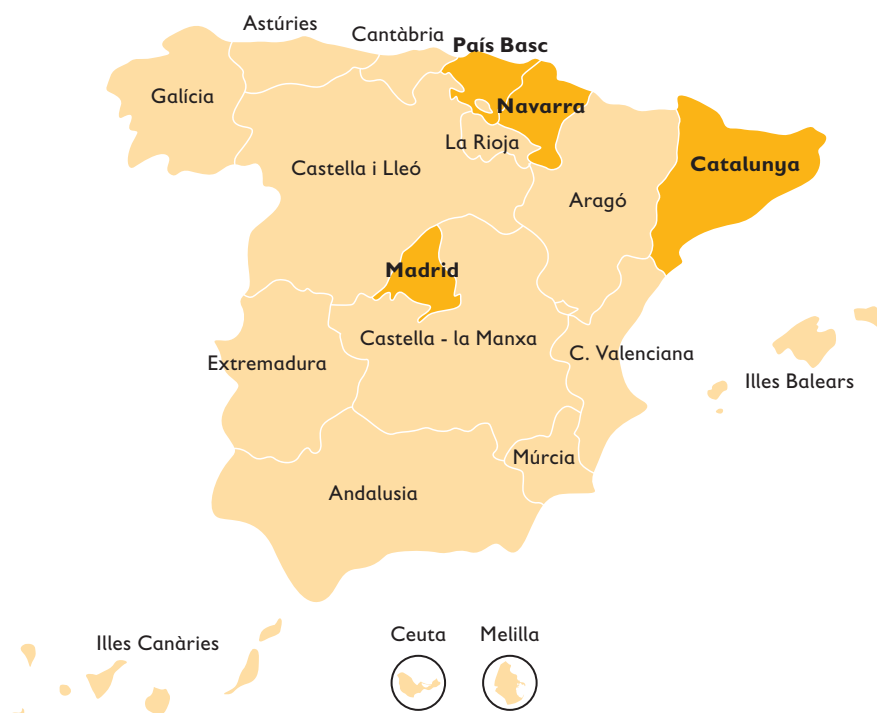 Astúries
Cantàbria
País Basc
Galícia
Navarra
La Rioja
Castella i Lleó
Catalunya
Aragó
Madrid
Castella - la Manxa
C. Valenciana
Extremadura
Illes Balears
Múrcia
Andalusia
Illes Canàries
Ceuta
Melilla